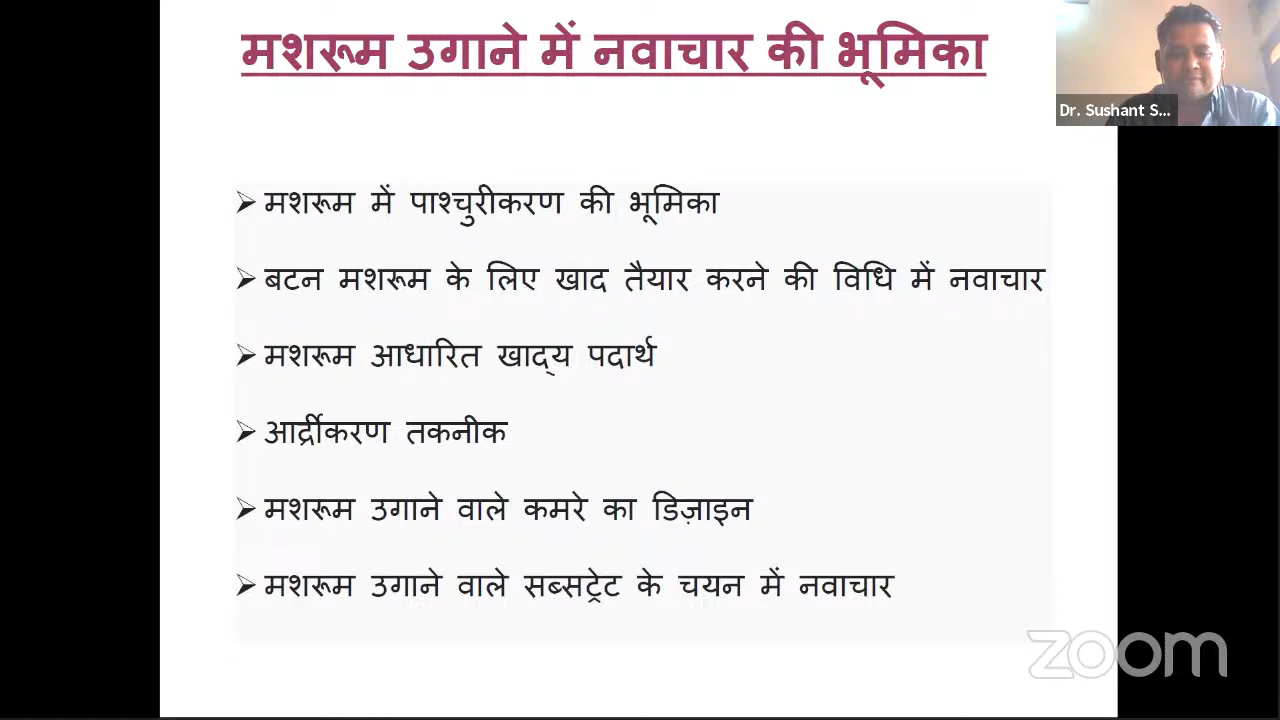 मशरूम उगाने में नवाचार की भूमिका
Dr. Sushant S...
मशरूम में पाश्चुरीकरण की भूमिका
बटन मशरूम के लिए खाद तैयार करने की विधि में नवाचार
मशरूम आधारित खाद्य पदार्थ
आर्द्रीकरण तकनीक
मशरूम उगाने वाले कमरे का डिज़ाइन
मशरूम उगाने वाले सब्सट्रेट के चयन में नवाचार
zoom